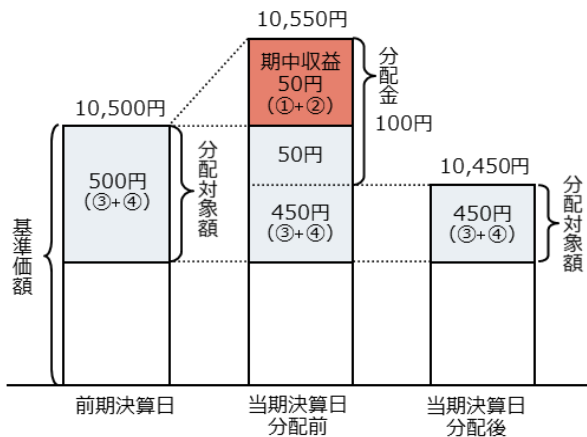 10,550円
期中収益
50円
(①+②)
分配金
100円
10,500円
50円
10,450円
500円
(③+④)
分配対象額
450円
(③+④)
450円
(③+④)
分配対象額
基準価額
前期決算日
当期決算日
分配前
当期決算日
分配後